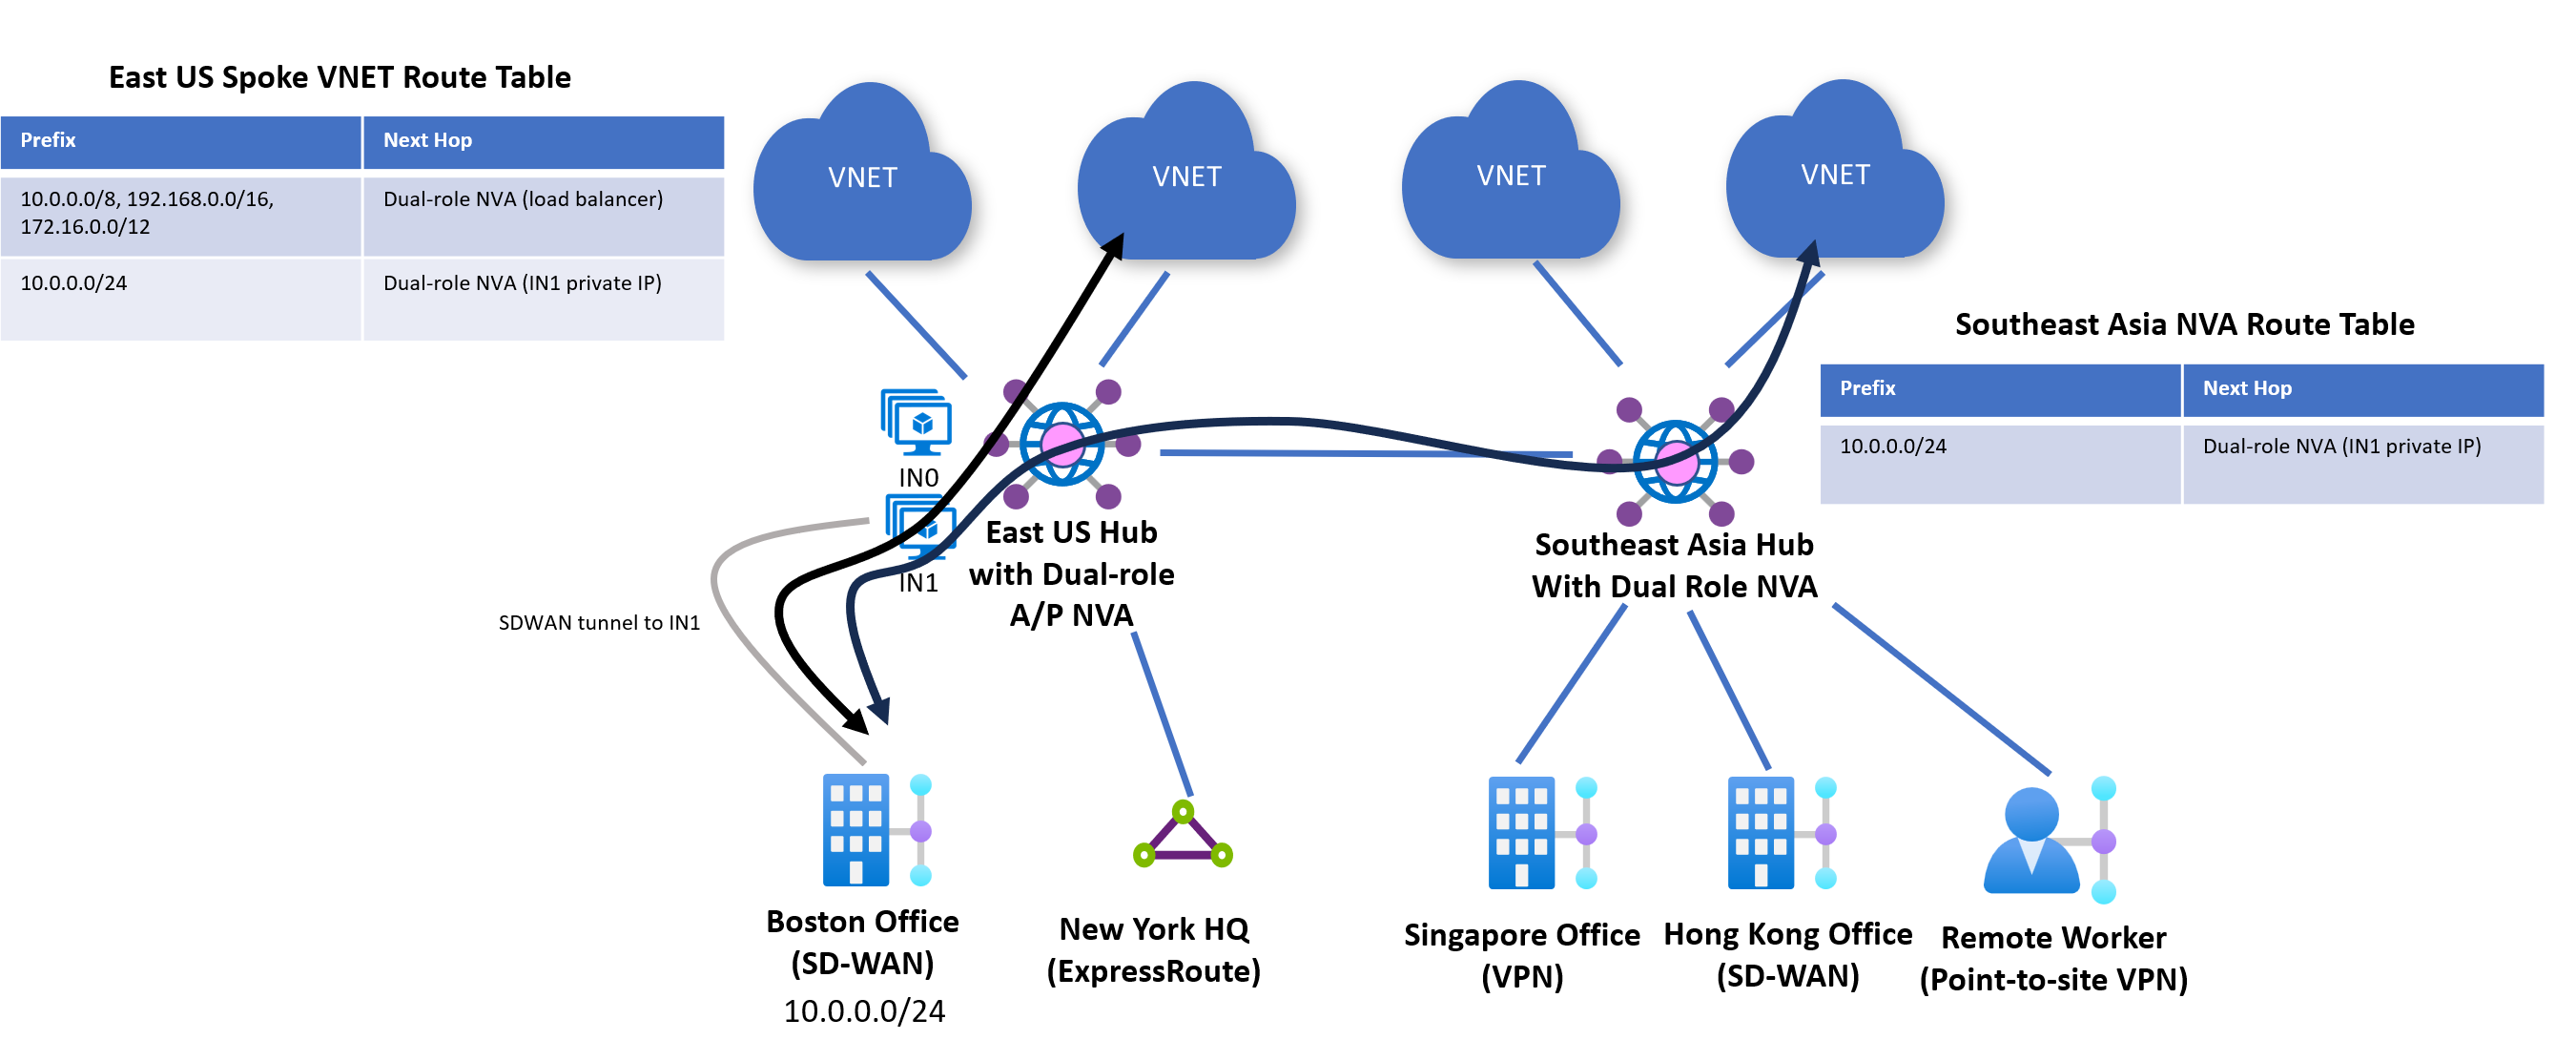 East US Spoke VNET Route Table
Prefix
Next Hop
10.0.0.0/8, 192.168.0.0/16,
172.16.0.0/12
Dual-role NVA (load balancer)
10.0.0.0/24
Dual-role NVA (IN1 private IP)
VNET
VNET
VNET
VNET
Southeast Asia NVA Route Table
Prefix
Next Hop
10.0.0.0/24
Dual-role NVA (IN1 private IP)
IN0
IN1
East US Hub
with Dual-role
A/P NVA
Southeast Asia Hub
With Dual Role NVA
SDWAN tunnel to IN1
Boston Office
(SD-WAN)
10.0.0.0/24
New York HQ
(ExpressRoute)
Singapore Office
(VPN)
Hong Kong Office
(SD-WAN)
Remote Worker
(Point-to-site VPN)